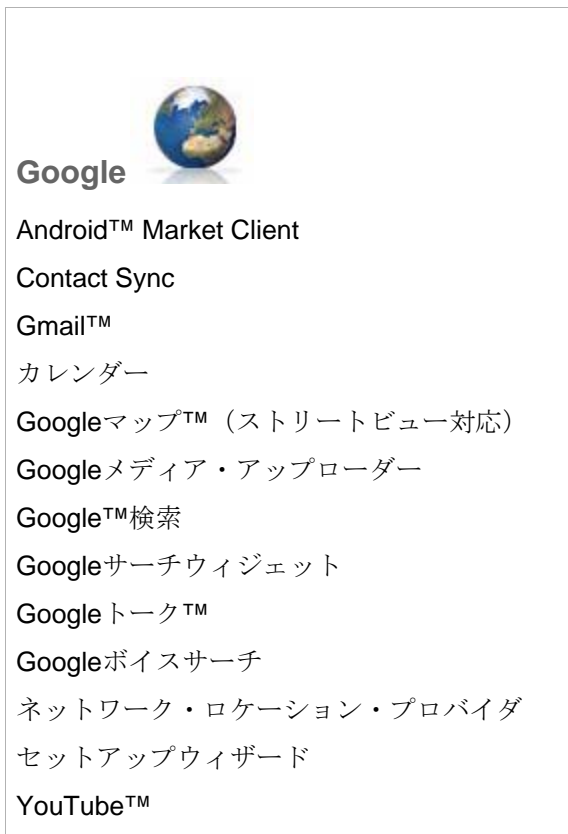 Google
Android™ Market Client
Contact Sync
Gmail™
カレンダー
Googleマップ™（ストリートビュー対応）
Googleメディア・アップローダー
Google™検索
Googleサーチウィジェット
Googleトーク™
Googleボイスサーチ
ネットワーク・ロケーション・プロバイダ
セットアップウィザード
YouTube™